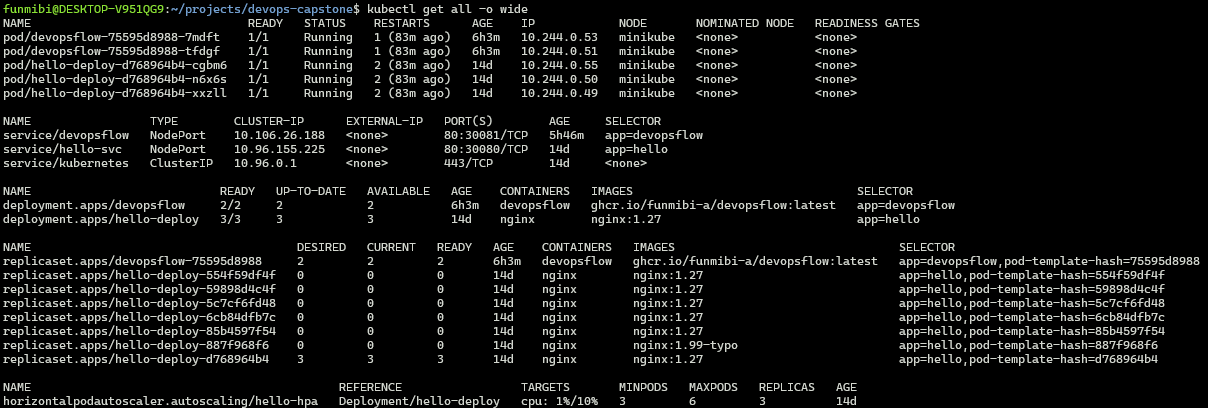 funmibi@DESKTOP-V951QG9:~/projects/devops-capstone$ kubectl get all -o wide
NAME READY STATUS RESTARTS AGE IP NODE NOMINATED NODE READINESS GATES
pod/devopsflow-75595d8988-7mdft 1/1 Running 1 (83m ago) 6h3m 10.244.0.53 minikube <none> <none>
pod/devopsflow-75595d8988-tfdgf 1/1 Running 1 (83m ago) 6h3m 10.244.0.51 minikube <none> <none>
pod/hello-deploy-d768964b4-cgbm6 1/1 Running 2 (83m ago) 14d 10.244.0.55 minikube <none> <none>
pod/hello-deploy-d768964b4-n6x6s 1/1 Running 2 (83m ago) 14d 10.244.0.50 minikube <none> <none>
pod/hello-deploy-d768964b4-xxzll 1/1 Running 2 (83m ago) 14d 10.244.0.49 minikube <none> <none>
NAME TYPE CLUSTER-IP EXTERNAL-IP PORT(S) AGE SELECTOR
service/devopsflow NodePort 10.106.26.188 <none> 80:30081/TCP 5h46m app=devopsflow
service/hello-svc NodePort 10.96.155.225 <none> 80:30080/TCP 14d app=hello
service/kubernetes ClusterIP 10.96.0.1 <none> 443/TCP 14d <none>
NAME READY UP-TO-DATE AVAILABLE AGE CONTAINERS IMAGES SELECTOR
deployment.apps/devopsflow 2/2 2 2 6h3m devopsflow ghcr.io/funmibi-a/devopsflow:latest app=devopsflow
deployment.apps/hello-deploy 3/3 3 3 14d nginx nginx:1.27 app=hello
NAME DESIRED CURRENT READY AGE CONTAINERS IMAGES SELECTOR
replicaset.apps/devopsflow-75595d8988 2 2 2 6h3m devopsflow ghcr.io/funmibi-a/devopsflow:latest app=devopsflow,pod-template-hash=75595d8988
replicaset.apps/hello-deploy-554f59df4f 0 0 0 14d nginx nginx:1.27 app=hello,pod-template-hash=554f59df4f
replicaset.apps/hello-deploy-59898d4c4f 0 0 0 14d nginx nginx:1.27 app=hello,pod-template-hash=59898d4c4f
replicaset.apps/hello-deploy-5c7cf6fd48 0 0 0 14d nginx nginx:1.27 app=hello,pod-template-hash=5c7cf6fd48
replicaset.apps/hello-deploy-6cb84dfb7c 0 0 0 14d nginx nginx:1.27 app=hello,pod-template-hash=6cb84dfb7c
replicaset.apps/hello-deploy-85b4597f54 0 0 0 14d nginx nginx:1.27 app=hello,pod-template-hash=85b4597f54
replicaset.apps/hello-deploy-887f968f6 0 0 0 14d nginx nginx:1.99-typo app=hello,pod-template-hash=887f968f6
replicaset.apps/hello-deploy-d768964b4 3 3 3 14d nginx nginx:1.27 app=hello,pod-template-hash=d768964b4
NAME REFERENCE TARGETS MINPODS MAXPODS REPLICAS AGE
horizontalpodautoscaler.autoscaling/hello-hpa Deployment/hello-deploy cpu: 1%/10% 3 6 3 14d